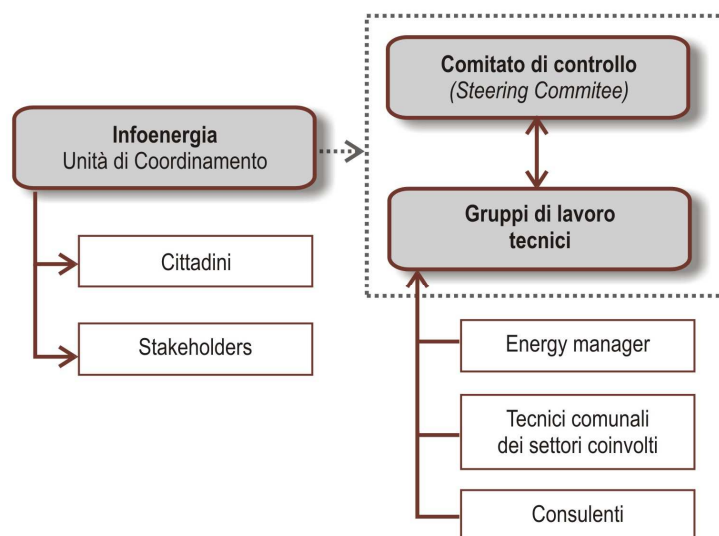 Comitato di controllo
(Steering Commitee)
Infoenergia
Unità di Coordinamento
Gruppi di lavoro
tecnici
Cittadini
Stakeholders
Energy manager
Tecnici comunali
dei settori coinvolti
Consulenti